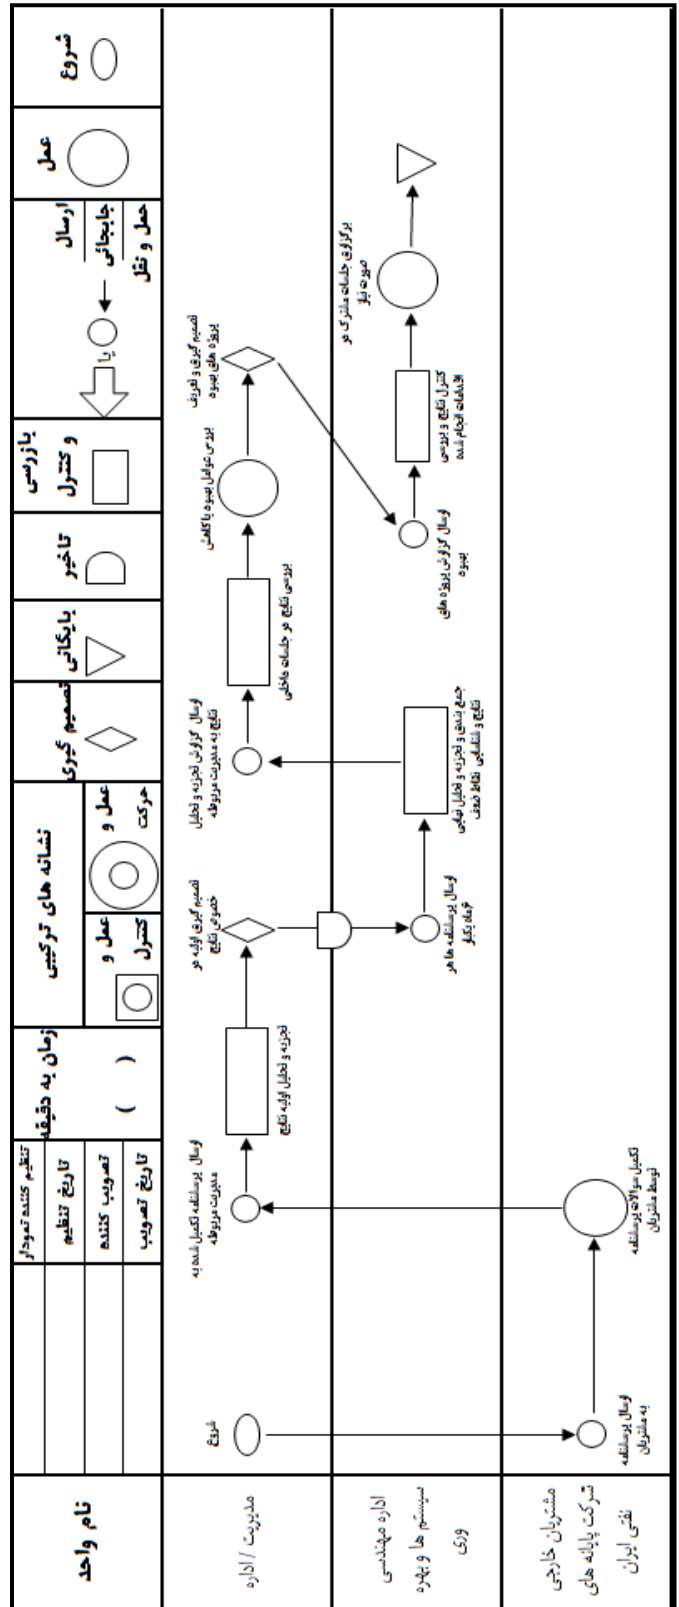 شروع
عمل
ارسال
جابجائی
حمل و نقل
یا
بازرسی
و کنترل
تاخیر
بایگانی
تصمیم گیری
نشانه های ترکیبی
عمل و
حرکت
عمل و
کنترل
زمان به دقیقه
( )
تنظیم کننده نمودار
تاریخ تنظیم
تصویب کننده
تاریخ تصویب
نام واحد
مدیریت / اداره
اداره مهندسی
سیستم ها و بهره
وری
مشتریان خارجی
شرکت پایانه های
نفتی ایران
شروع
ارسال پرسشنامه
به مشتریان
تکمیل سوالات پرسشنامه
توسط مشتریان
ارسال پرسشنامه تکمیل شده به
مدیریت مربوطه
تجزیه و تحلیل اولیه نتایج
تصمیم گیری اولیه در
خصوص نتایج
ارسال پرسشنامه ها هر
۶ماه یکبار
جمع بندی و تجزیه و تحلیل نهایی
نتایج و شناسایی نقاط ضعف
ارسال گزارش تجزیه و تحلیل
نتایج به مدیریت مربوطه
بررسی نتایج در جلسات داخلی
بررسی عوامل بهبود یا کاهش
تصمیم گیری و تعریف
پروژه های بهبود
ارسال گزارش پروژه های
بهبود
کنترل نتایج و بررسی
اقدامات انجام شده
برگزاری جلسات مشترک در
صورت نیاز